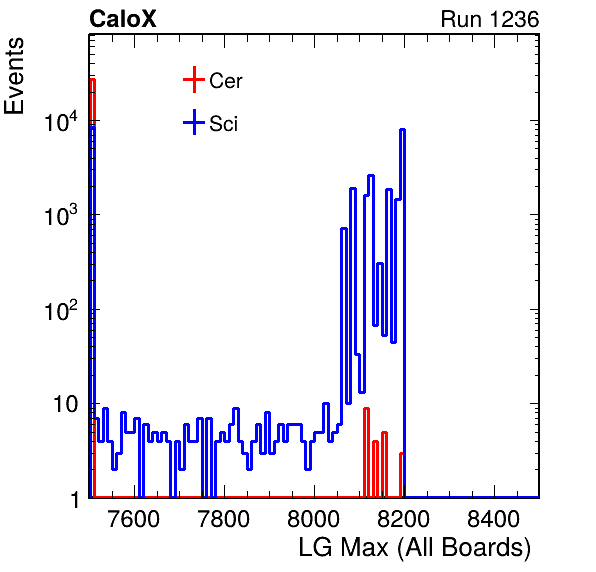 CaloX Run 1236
Events
Cer
Sci
10^4
10^3
10^2
10
1
7600 7800 8000 8200 8400
LG Max (All Boards)